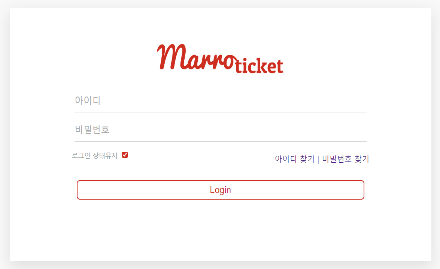 Marroticket
아이디
비밀번호
로그인 상태유지
아이디 찾기 | 비밀번호 찾기
Login